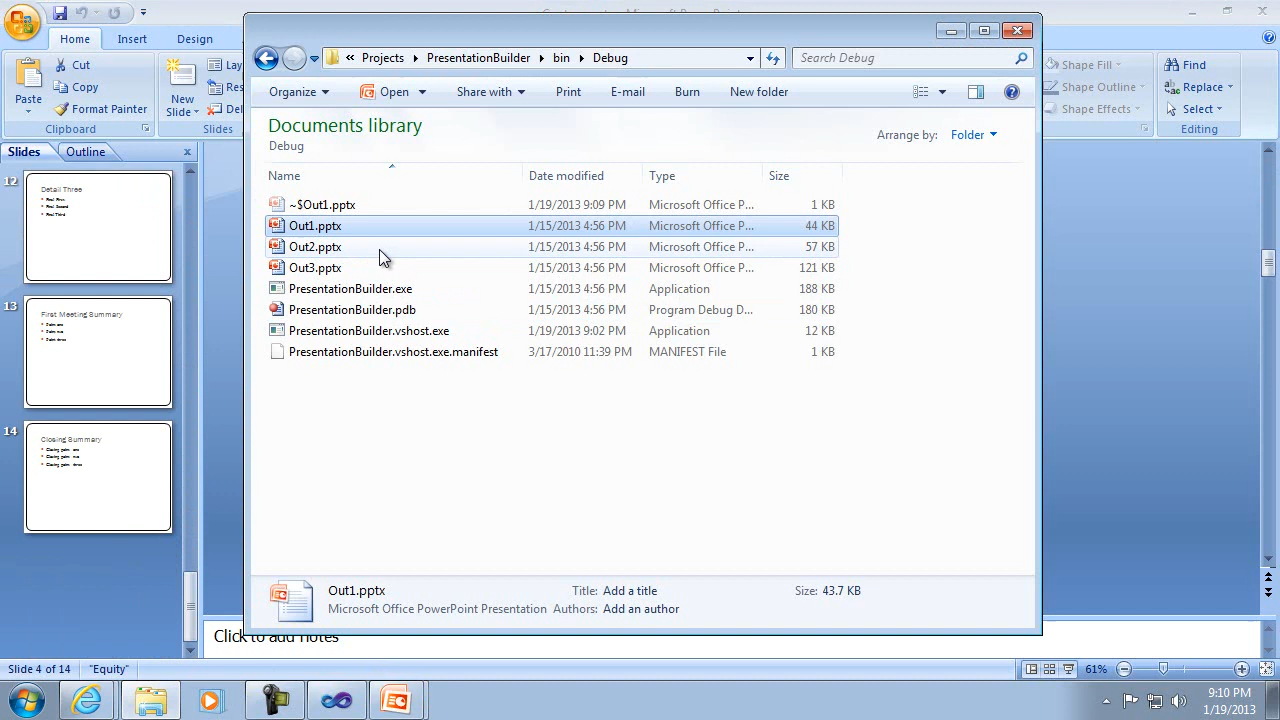 Home
Insert
Design
Paste
Cut
Copy
Format Painter
Clipboard
New
Slide
Lay
Res
Del
Slides
Shape Fill
Shape Outline
Shape Effects
Find
Replace
Select
Editing
« Projects PresentationBuilder bin Debug
Search Debug
Organize Open Share with Print E-mail Burn New folder
Documents library
Debug
Arrange by: Folder
Name Date modified Type Size
~$Out1.pptx 1/19/2013 9:09 PM Microsoft Office P... 1 KB
Out1.pptx 1/15/2013 4:56 PM Microsoft Office P... 44 KB
Out2.pptx 1/15/2013 4:56 PM Microsoft Office P... 57 KB
Out3.pptx 1/15/2013 4:56 PM Microsoft Office P... 121 KB
PresentationBuilder.exe 1/15/2013 4:56 PM Application 188 KB
PresentationBuilder.pdb 1/15/2013 4:56 PM Program Debug D... 180 KB
PresentationBuilder.vshost.exe 1/19/2013 9:02 PM Application 12 KB
PresentationBuilder.vshost.exe.manifest 3/17/2010 11:39 PM MANIFEST File 1 KB
Out1.pptx Title: Add a title Size: 43.7 KB
Microsoft Office PowerPoint Presentation Authors: Add an author
Slides Outline
12
Detail Three
13
First Meeting Summary
14
Closing Summary
Click to add notes
Slide 4 of 14 "Equity" 61%
9:10 PM
1/19/2013